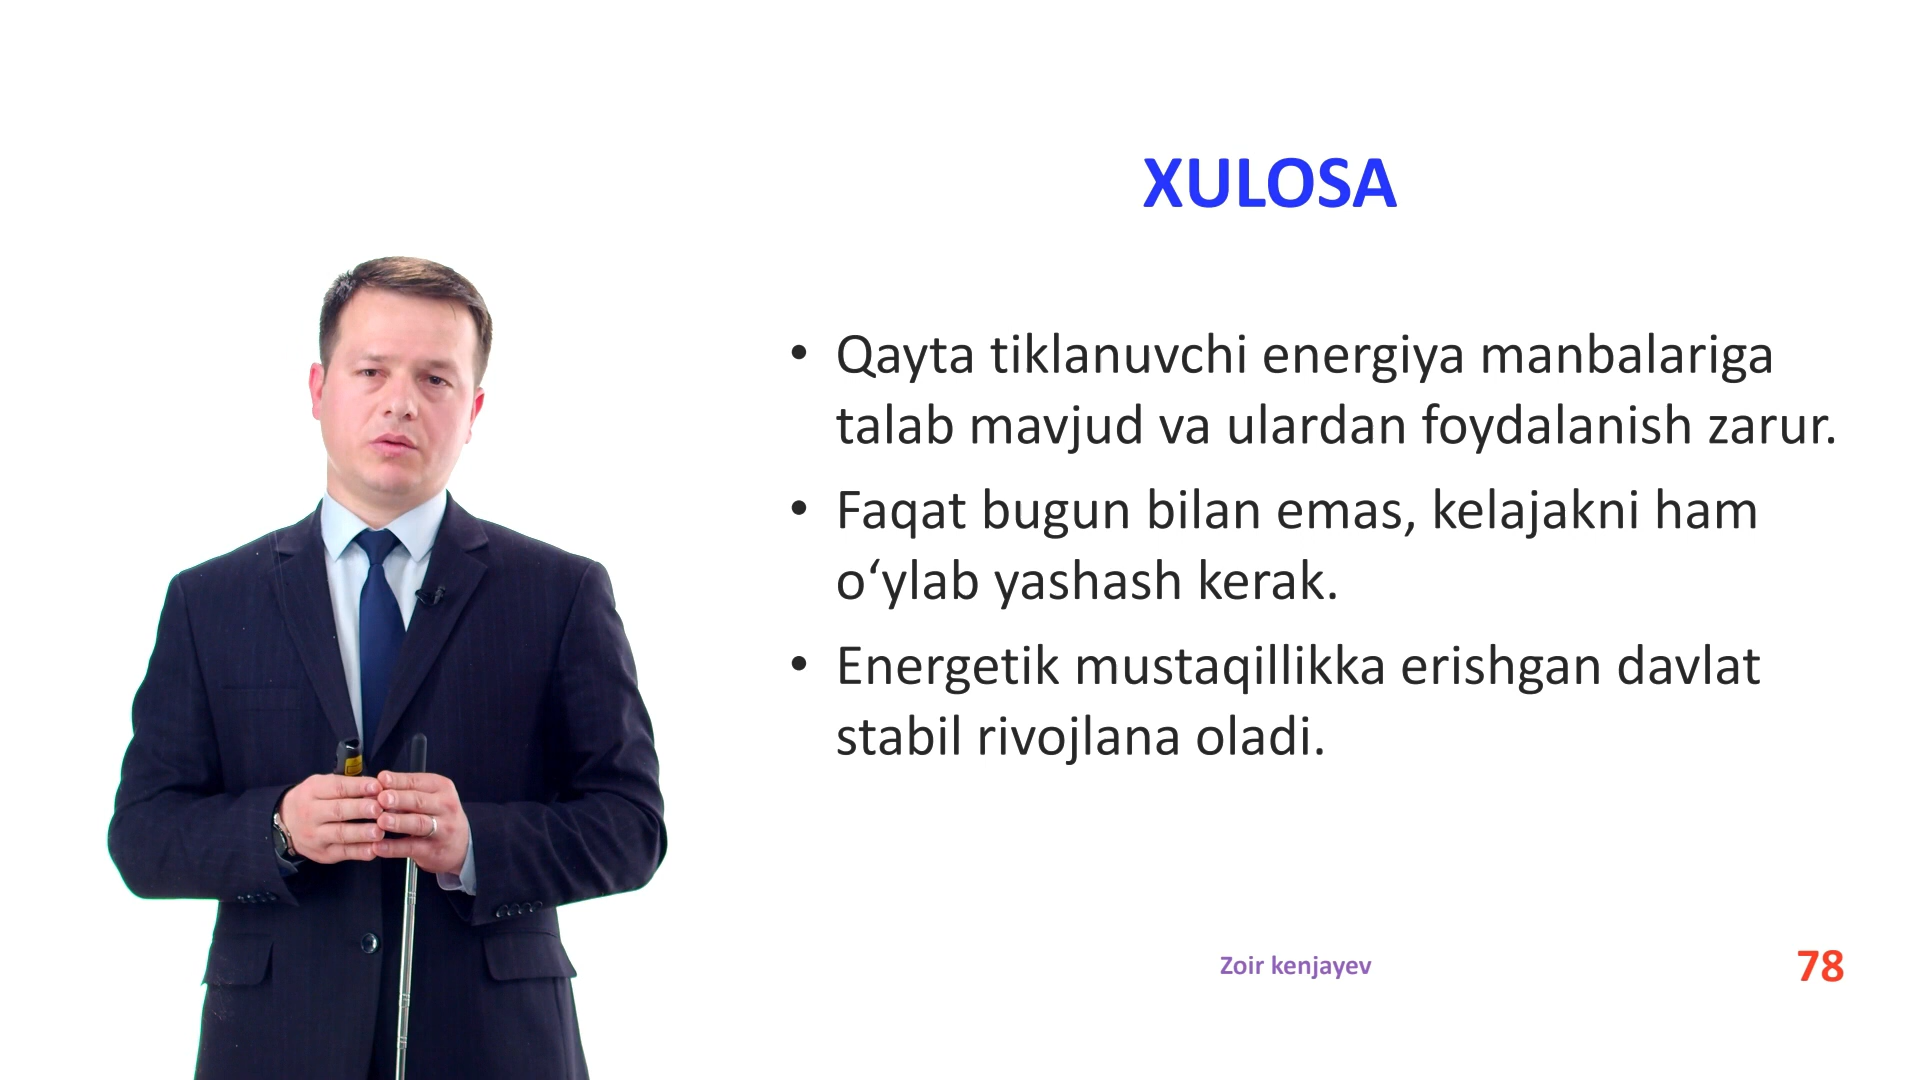 XULOSA
• Qayta tiklanuvchi energiya manbalariga
talab mavjud va ulardan foydalanish zarur.
• Faqat bugun bilan emas, kelajakni ham
o‘ylab yashash kerak.
• Energetik mustaqillikka erishgan davlat
stabil rivojlana oladi.
Zoir kenjayev
78